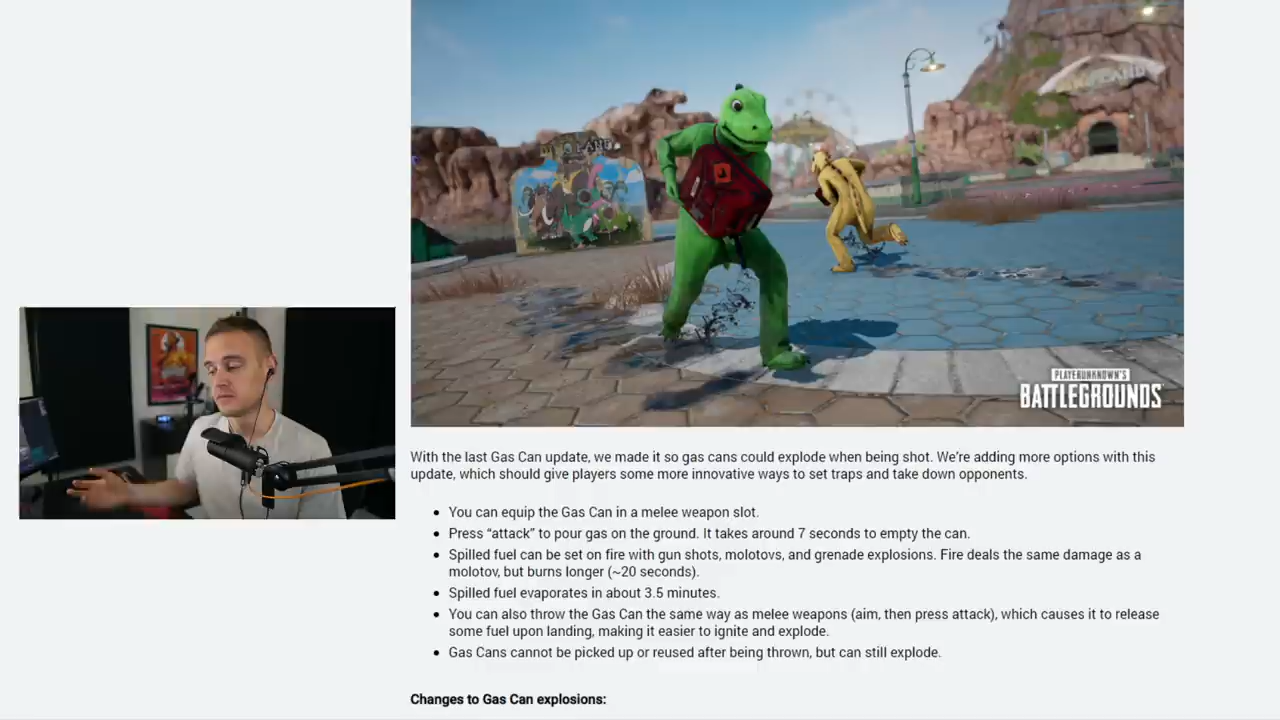 PLAYERUNKNOWN'S
BATTLEGROUNDS
With the last Gas Can update, we made it so gas cans could explode when being shot. We're adding more options with this
update, which should give players some more innovative ways to set traps and take down opponents.
• You can equip the Gas Can in a melee weapon slot.
• Press “attack” to pour gas on the ground. It takes around 7 seconds to empty the can.
• Spilled fuel can be set on fire with gun shots, molotovs, and grenade explosions. Fire deals the same damage as a
molotov, but burns longer (~20 seconds).
• Spilled fuel evaporates in about 3.5 minutes.
• You can also throw the Gas Can the same way as melee weapons (aim, then press attack), which causes it to release
some fuel upon landing, making it easier to ignite and explode.
• Gas Cans cannot be picked up or reused after being thrown, but can still explode.
Changes to Gas Can explosions: